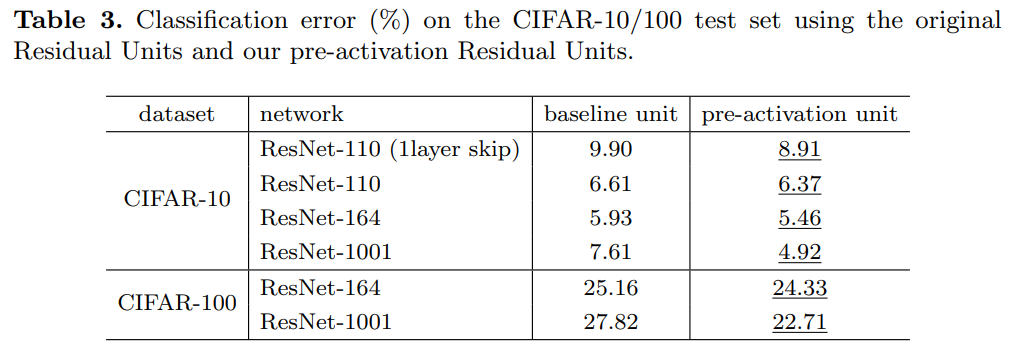 Table 3. Classification error (%) on the CIFAR-10/100 test set using the original
Residual Units and our pre-activation Residual Units.
dataset network baseline unit pre-activation unit
CIFAR-10
ResNet-110 (1layer skip) 9.90 8.91
ResNet-110 6.61 6.37
ResNet-164 5.93 5.46
ResNet-1001 7.61 4.92
CIFAR-100
ResNet-164 25.16 24.33
ResNet-1001 27.82 22.71